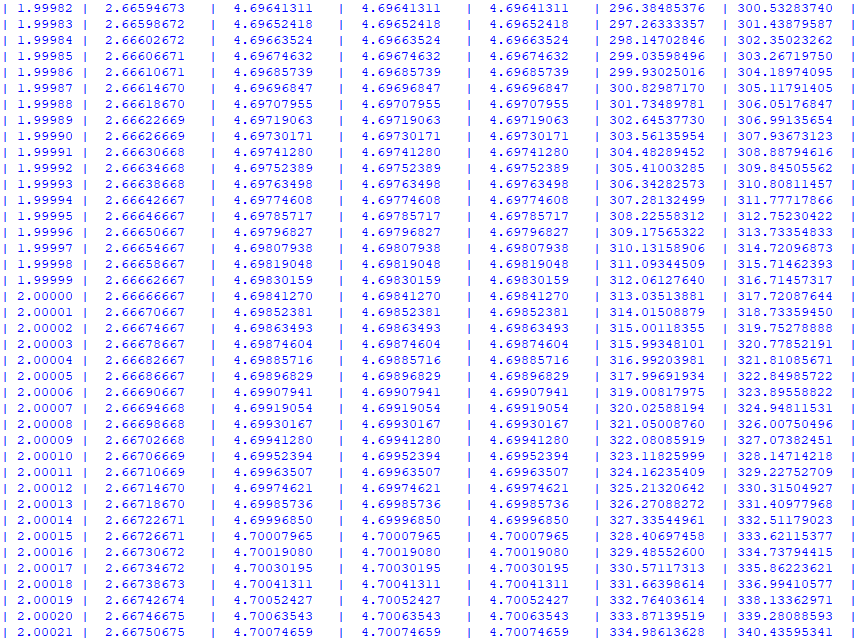 | 1.99982 | 2.66594673 | 4.69641311 | 4.69641311 | 4.69641311 | 296.38485376 | 300.53283740 |
| 1.99983 | 2.66598672 | 4.69652418 | 4.69652418 | 4.69652418 | 297.26333357 | 301.43879587 |
| 1.99984 | 2.66602672 | 4.69663524 | 4.69663524 | 4.69663524 | 298.14702846 | 302.35023262 |
| 1.99985 | 2.66606671 | 4.69674632 | 4.69674632 | 4.69674632 | 299.03598496 | 303.26719750 |
| 1.99986 | 2.66610671 | 4.69685739 | 4.69685739 | 4.69685739 | 299.93025016 | 304.18974095 |
| 1.99987 | 2.66614670 | 4.69696847 | 4.69696847 | 4.69696847 | 300.82987170 | 305.11791405 |
| 1.99988 | 2.66618670 | 4.69707955 | 4.69707955 | 4.69707955 | 301.73489781 | 306.05176847 |
| 1.99989 | 2.66622669 | 4.69719063 | 4.69719063 | 4.69719063 | 302.64537730 | 306.99135654 |
| 1.99990 | 2.66626669 | 4.69730171 | 4.69730171 | 4.69730171 | 303.56135954 | 307.93673123 |
| 1.99991 | 2.66630668 | 4.69741280 | 4.69741280 | 4.69741280 | 304.48289452 | 308.88794616 |
| 1.99992 | 2.66634668 | 4.69752389 | 4.69752389 | 4.69752389 | 305.41003285 | 309.84505562 |
| 1.99993 | 2.66638668 | 4.69763498 | 4.69763498 | 4.69763498 | 306.34282573 | 310.80811457 |
| 1.99994 | 2.66642667 | 4.69774608 | 4.69774608 | 4.69774608 | 307.28132499 | 311.77717866 |
| 1.99995 | 2.66646667 | 4.69785717 | 4.69785717 | 4.69785717 | 308.22558312 | 312.75230422 |
| 1.99996 | 2.66650667 | 4.69796827 | 4.69796827 | 4.69796827 | 309.17565322 | 313.73354833 |
| 1.99997 | 2.66654667 | 4.69807938 | 4.69807938 | 4.69807938 | 310.13158906 | 314.72096873 |
| 1.99998 | 2.66658667 | 4.69819048 | 4.69819048 | 4.69819048 | 311.09344509 | 315.71462393 |
| 1.99999 | 2.66662667 | 4.69830159 | 4.69830159 | 4.69830159 | 312.06127640 | 316.71457317 |
| 2.00000 | 2.66666667 | 4.69841270 | 4.69841270 | 4.69841270 | 313.03513881 | 317.72087644 |
| 2.00001 | 2.66670667 | 4.69852381 | 4.69852381 | 4.69852381 | 314.01508879 | 318.73359450 |
| 2.00002 | 2.66674667 | 4.69863493 | 4.69863493 | 4.69863493 | 315.00118355 | 319.75278888 |
| 2.00003 | 2.66678667 | 4.69874604 | 4.69874604 | 4.69874604 | 315.99348101 | 320.77852191 |
| 2.00004 | 2.66682667 | 4.69885716 | 4.69885716 | 4.69885716 | 316.99203981 | 321.81085671 |
| 2.00005 | 2.66686667 | 4.69896829 | 4.69896829 | 4.69896829 | 317.99691934 | 322.84985722 |
| 2.00006 | 2.66690667 | 4.69907941 | 4.69907941 | 4.69907941 | 319.00817975 | 323.89558822 |
| 2.00007 | 2.66694668 | 4.69919054 | 4.69919054 | 4.69919054 | 320.02588194 | 324.94811531 |
| 2.00008 | 2.66698668 | 4.69930167 | 4.69930167 | 4.69930167 | 321.05008760 | 326.00750496 |
| 2.00009 | 2.66702668 | 4.69941280 | 4.69941280 | 4.69941280 | 322.08085919 | 327.07382451 |
| 2.00010 | 2.66706669 | 4.69952394 | 4.69952394 | 4.69952394 | 323.11825999 | 328.14714218 |
| 2.00011 | 2.66710669 | 4.69963507 | 4.69963507 | 4.69963507 | 324.16235409 | 329.22752709 |
| 2.00012 | 2.66714670 | 4.69974621 | 4.69974621 | 4.69974621 | 325.21320642 | 330.31504927 |
| 2.00013 | 2.66718670 | 4.69985736 | 4.69985736 | 4.69985736 | 326.27088272 | 331.40977968 |
| 2.00014 | 2.66722671 | 4.69996850 | 4.69996850 | 4.69996850 | 327.33544961 | 332.51179023 |
| 2.00015 | 2.66726671 | 4.70007965 | 4.70007965 | 4.70007965 | 328.40697458 | 333.62115377 |
| 2.00016 | 2.66730672 | 4.70019080 | 4.70019080 | 4.70019080 | 329.48552600 | 334.73794415 |
| 2.00017 | 2.66734672 | 4.70030195 | 4.70030195 | 4.70030195 | 330.57117313 | 335.86223621 |
| 2.00018 | 2.66738673 | 4.70041311 | 4.70041311 | 4.70041311 | 331.66398614 | 336.99410577 |
| 2.00019 | 2.66742674 | 4.70052427 | 4.70052427 | 4.70052427 | 332.76403614 | 338.13362971 |
| 2.00020 | 2.66746675 | 4.70063543 | 4.70063543 | 4.70063543 | 333.87139519 | 339.28088593 |
| 2.00021 | 2.66750675 | 4.70074659 | 4.70074659 | 4.70074659 | 334.98613628 | 340.43595341 |